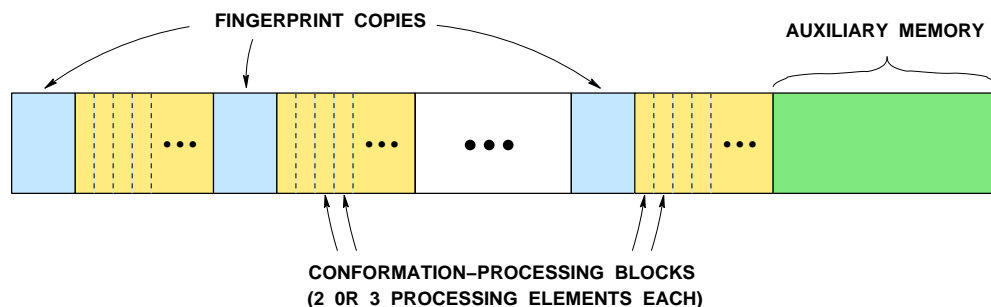 FINGERPRINT COPIES
AUXILIARY MEMORY
CONFORMATION–PROCESSING BLOCKS
(2 0R 3 PROCESSING ELEMENTS EACH)